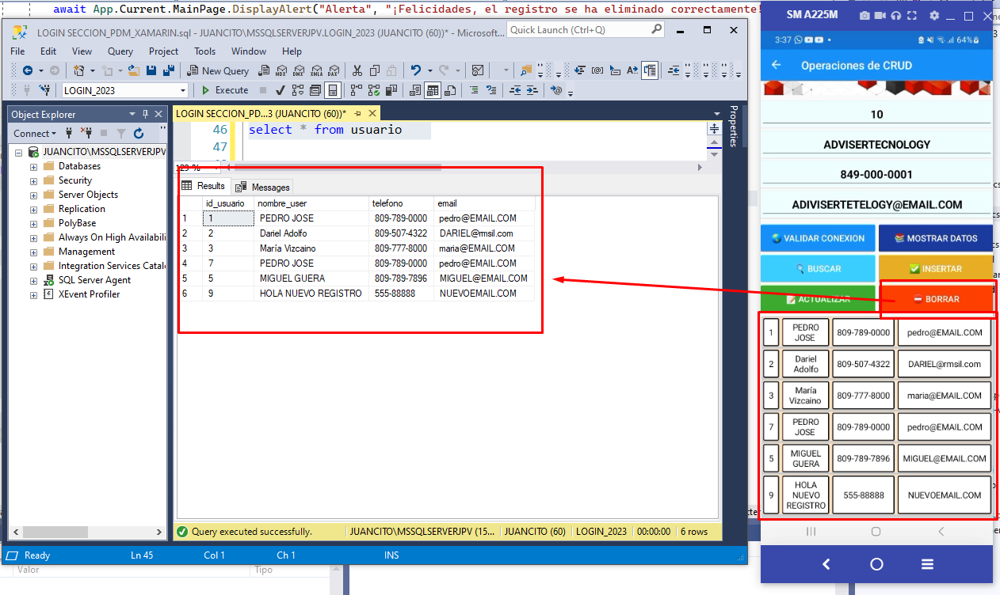 await App.Current.MainPage.DisplayAlert("Alerta", "¡Felicidades, el registro se ha eliminado correctamente!
LOGIN SECCION_PDM_XAMARIN.sql - JUANCITO\MSSQLSERVERJPV.LOGIN_2023 (JUANCITO (60))* - Microsoft...
Quick Launch (Ctrl+Q)
File Edit View Query Project Tools Window Help
New Query
MDX DMX XMLA DAX
LOGIN_2023
Execute
Object Explorer
Connect
JUANCITO\MSSQLSERVERJPV
Databases
Security
Server Objects
Replication
PolyBase
Always On High Availabili
Management
Integration Services Catalo
SQL Server Agent
XEvent Profiler
LOGIN SECCION_PD...3 (JUANCITO (60))*
Properties
46 select * from usuario
47
129 %
Results Messages
id_usuario nombre_user telefono email
1 1 PEDRO JOSE 809-789-0000 pedro@EMAIL.COM
2 2 Dariel Adolfo 809-507-4322 DARIEL@rmsil.com
3 3 María Vizcaino 809-777-8000 maria@EMAIL.COM
4 7 PEDRO JOSE 809-789-0000 pedro@EMAIL.COM
5 5 MIGUEL GUERA 809-789-7896 MIGUEL@EMAIL.COM
6 9 HOLA NUEVO REGISTRO 555-88888 NUEVOEMAIL.COM
Query executed successfully.
JUANCITO\MSSQLSERVERJPV (15...
JUANCITO (60)
LOGIN_2023
00:00:00
6 rows
Ready
Ln 45
Col 1
Ch 1
INS
Valor
Tipo
SM A225M
3:37
64%
Operaciones de CRUD
10
ADVISERTECNOLOGY
849-000-0001
ADIVISERTETELOGY@EMAIL.COM
VALIDAR CONEXION
MOSTRAR DATOS
BUSCAR
INSERTAR
ACTUALIZAR
BORRAR
1 PEDRO JOSE 809-789-0000 pedro@EMAIL.COM
2 Dariel Adolfo 809-507-4322 DARIEL@rmsil.com
3 María Vizcaino 809-777-8000 maria@EMAIL.COM
7 PEDRO JOSE 809-789-0000 pedro@EMAIL.COM
5 MIGUEL GUERA 809-789-7896 MIGUEL@EMAIL.COM
9 HOLA NUEVO REGISTRO 555-88888 NUEVOEMAIL.COM